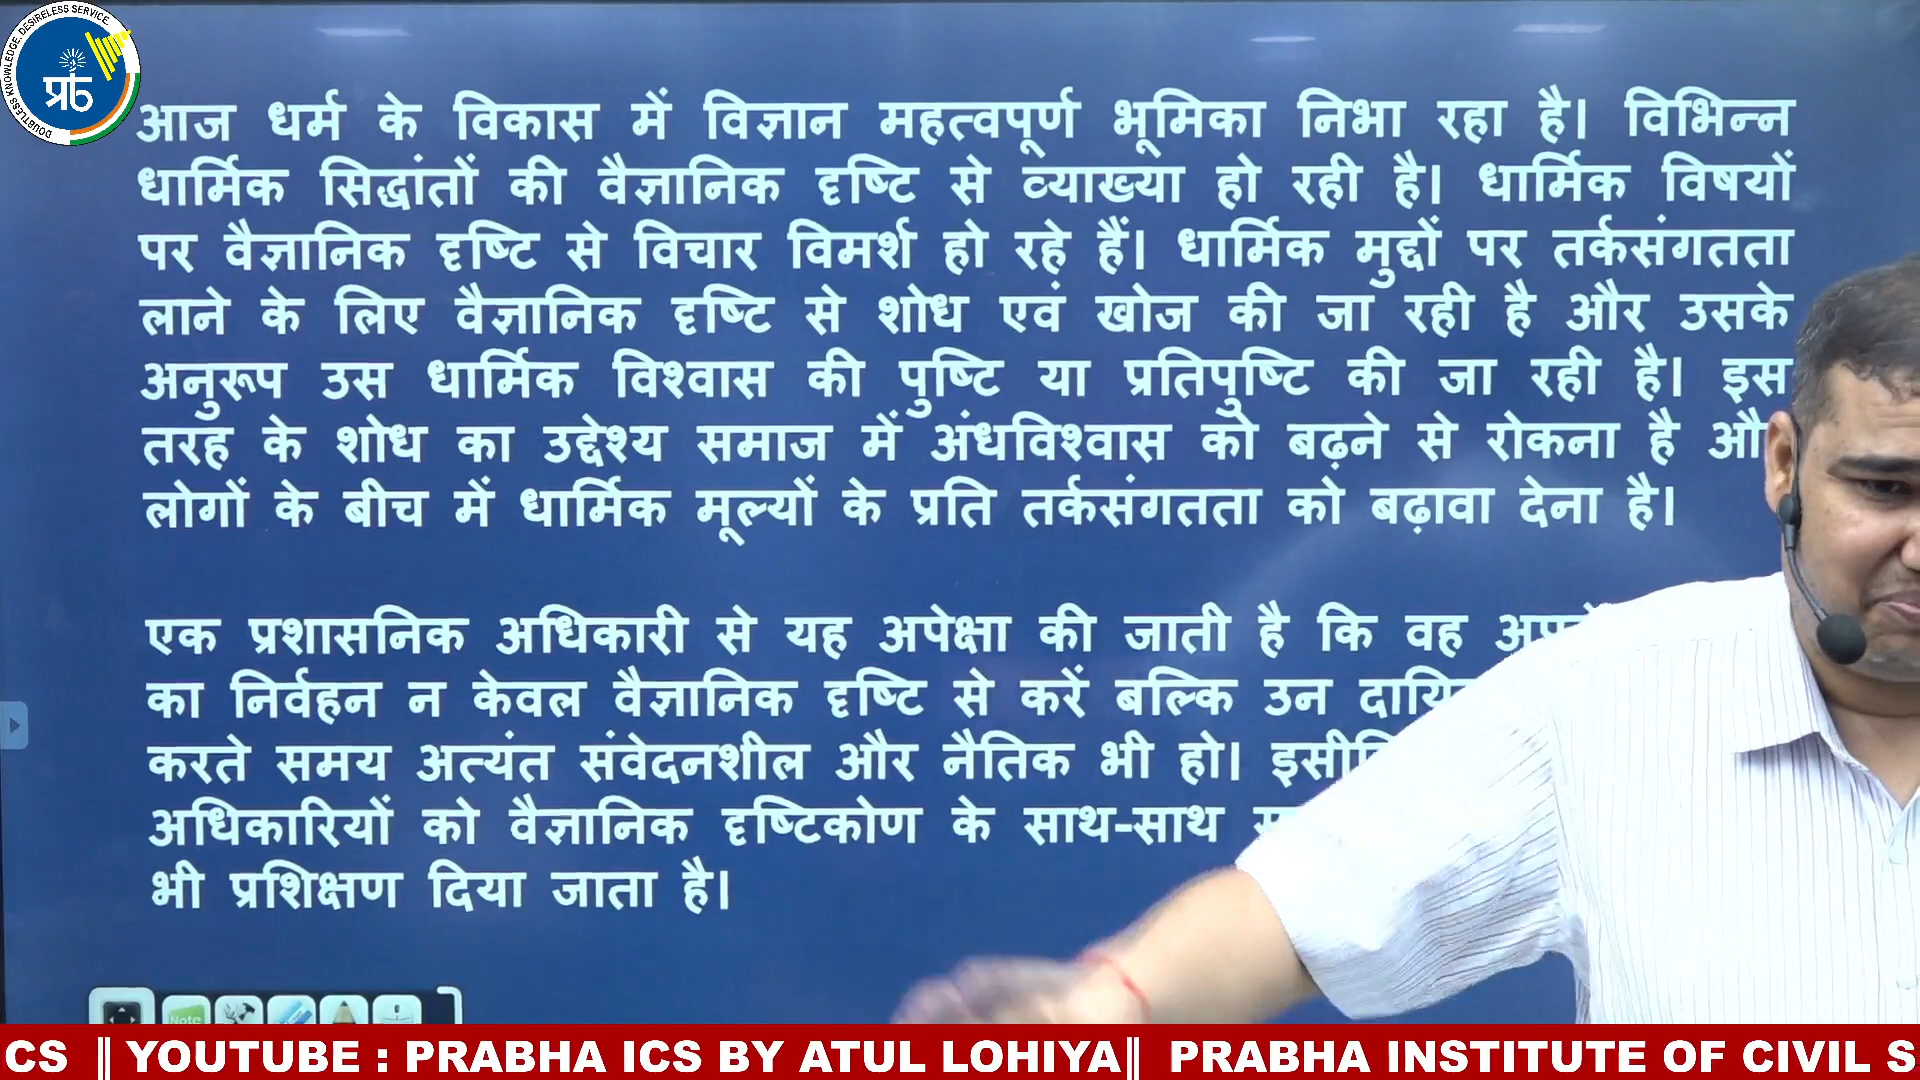 DOUBTLESS KNOWLEDGE, DESIRELESS SERVICE.
प्रb
आज धर्म के विकास में विज्ञान महत्वपूर्ण भूमिका निभा रहा है। विभिन्न
धार्मिक सिद्धांतों की वैज्ञानिक दृष्टि से व्याख्या हो रही है। धार्मिक विषयों
पर वैज्ञानिक दृष्टि से विचार विमर्श हो रहे हैं। धार्मिक मुद्दों पर तर्कसंगतता
लाने के लिए वैज्ञानिक दृष्टि से शोध एवं खोज की जा रही है और उसके
अनुरूप उस धार्मिक विश्वास की पुष्टि या प्रतिपुष्टि की जा रही है। इस
तरह के शोध का उद्देश्य समाज में अंधविश्वास को बढ़ने से रोकना है
लोगों के बीच में धार्मिक मूल्यों के प्रति तर्कसंगतता को बढ़ावा देना है।
एक प्रशासनिक अधिकारी से यह अपेक्षा की जाती है कि वह
का निर्वहन न केवल वैज्ञानिक दृष्टि से करें बल्कि उन
करते समय अत्यंत संवेदनशील और नैतिक भी हो।
अधिकारियों को वैज्ञानिक दृष्टिकोण के साथ-साथ
भी प्रशिक्षण दिया जाता है।
Note
CS || YOUTUBE : PRABHA ICS BY ATUL LOHIYA|| PRABHA INSTITUTE OF CIVIL S